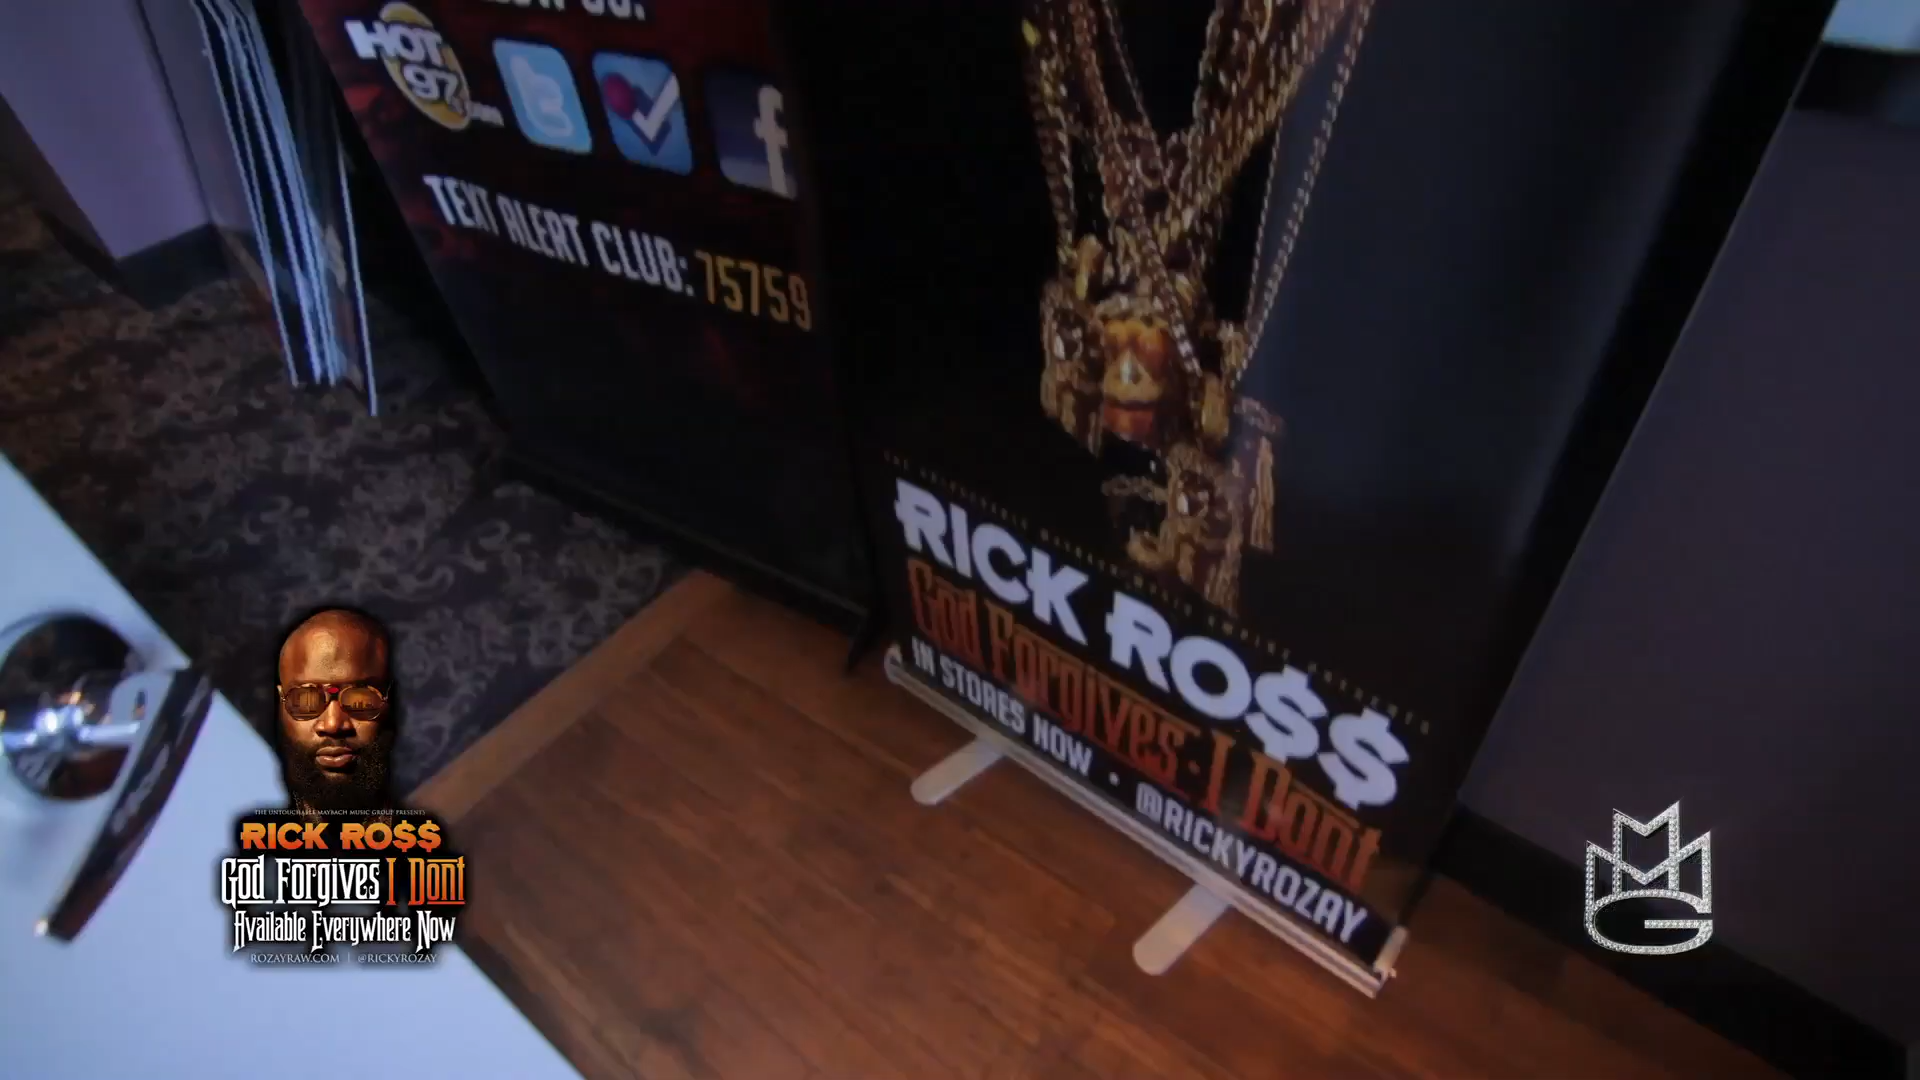 HOT
97
.com
TEXT ALERT CLUB: 75759
RICK RO$$
God Forgives · I Dont
IN STORES NOW • @RICKYROZAY
THE UNTOUCHABLE MAYBACH MUSIC GROUP PRESENTS
RICK RO$$
God Forgives I Dont
Available Everywhere Now
ROZAYRAW.COM | @RICKYROZAY
MMG